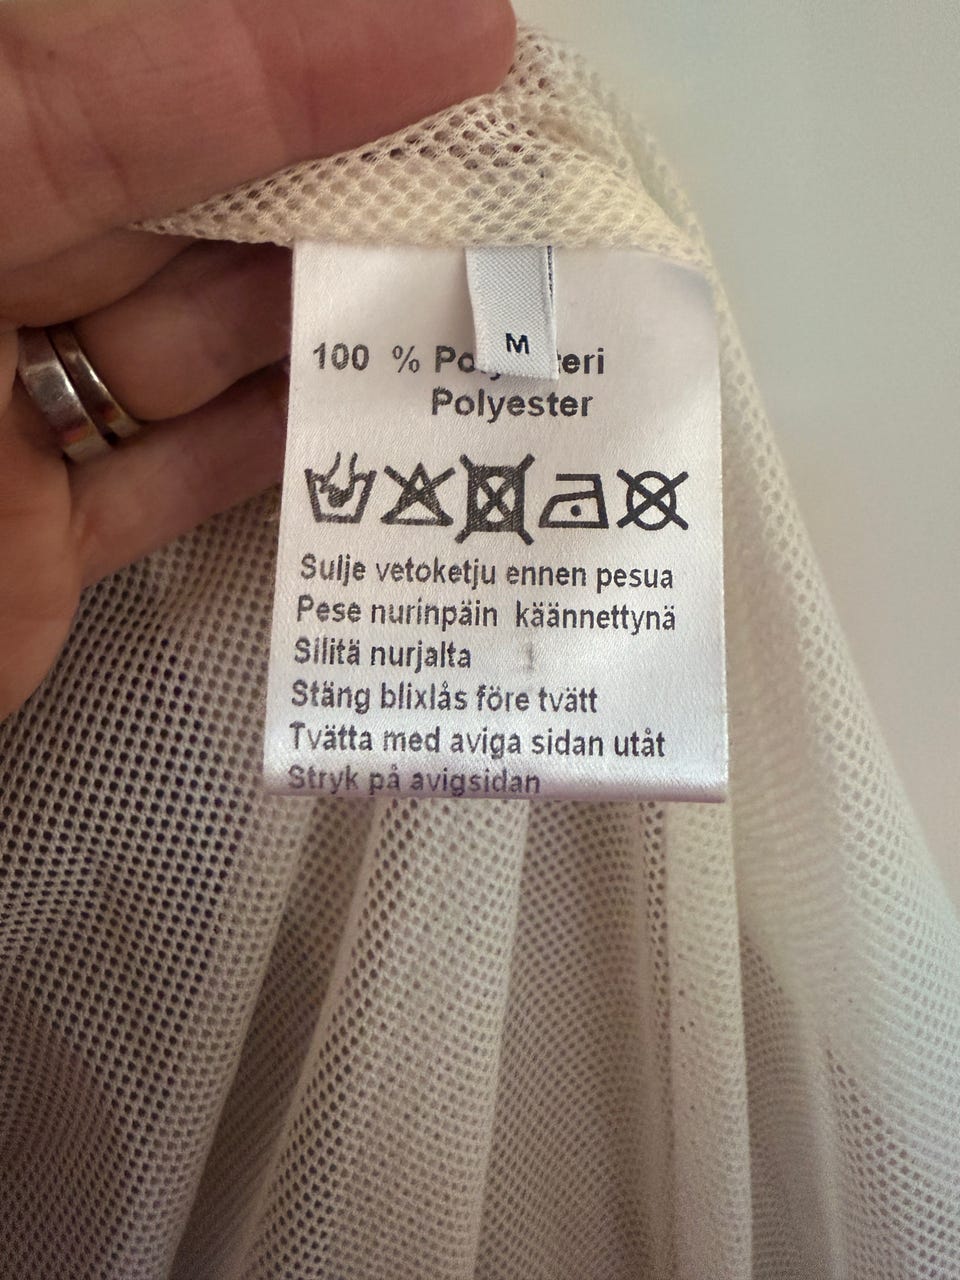 M
100 %
Polyester
Sulje vetoketju ennen pesua
Pese nurinpäin käännettynä
Silitä nurjalta
Stäng blixlås före tvätt
Tvätta med aviga sidan utåt
Stryk på avigsidan